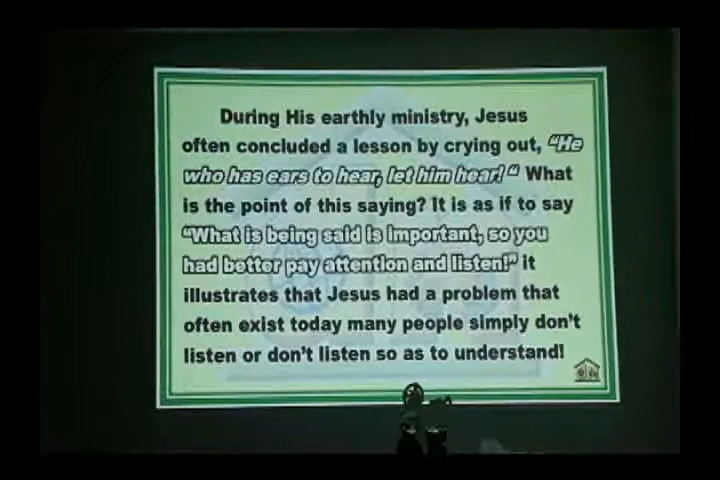 During His earthly ministry, Jesus
often concluded a lesson by crying out, "He
who has ears to hear, let him hear! " What
is the point of this saying? It is as if to say
"What is being said is important, so you
had better pay attention and listen!" it
illustrates that Jesus had a problem that
often exist today many people simply don't
listen or don't listen so as to understand!